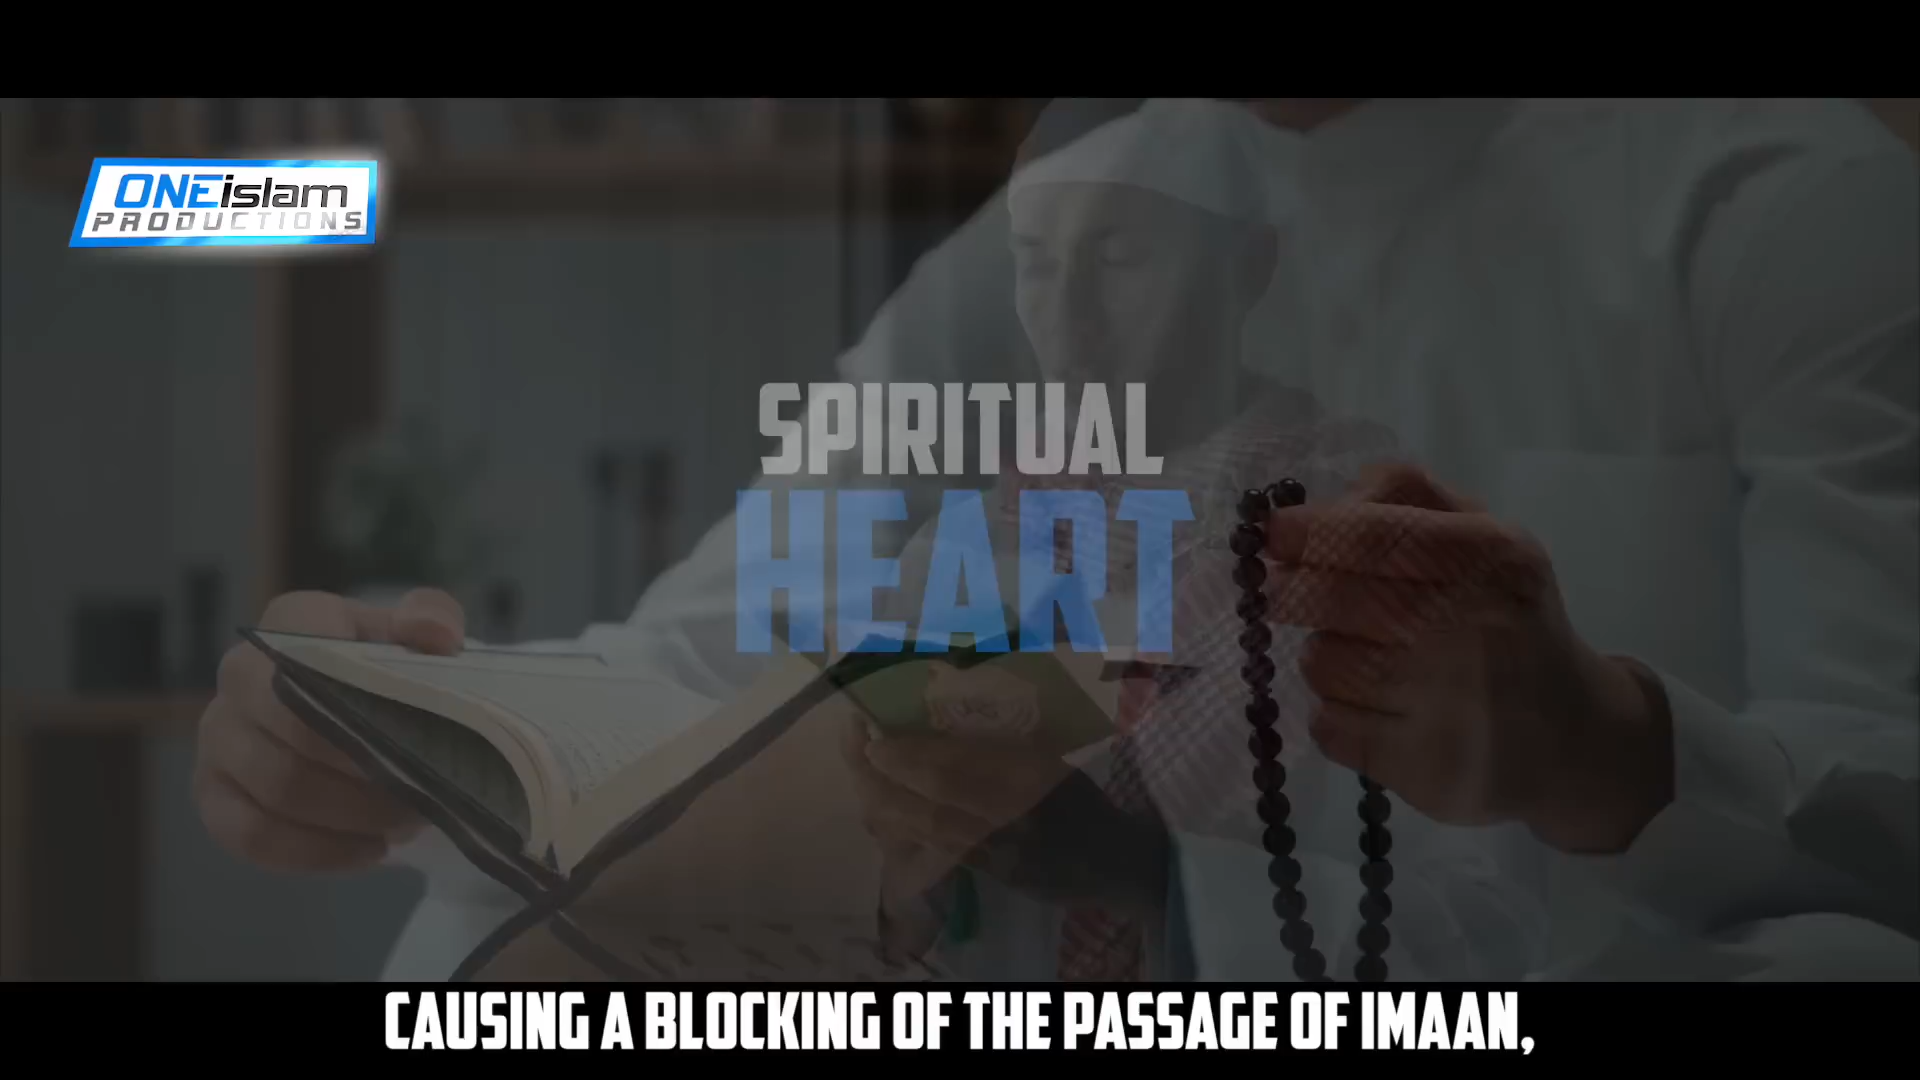 ONEislam
PRODUCTIONS
SPIRITUAL
HEART
CAUSING A BLOCKING OF THE PASSAGE OF IMAAN,